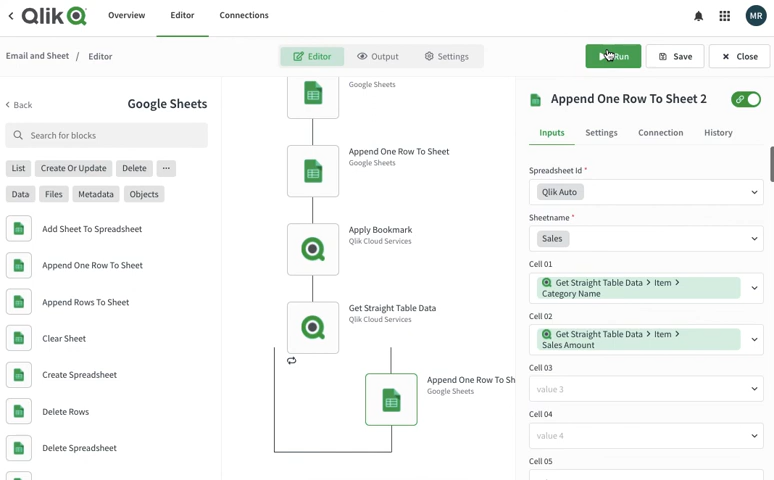 Qlik
Overview
Editor
Connections
MR
Email and Sheet / Editor
Editor
Output
Settings
Run
Save
Close
Back
Google Sheets
Search for blocks
List
Create Or Update
Delete
...
Data
Files
Metadata
Objects
Add Sheet To Spreadsheet
Append One Row To Sheet
Append Rows To Sheet
Clear Sheet
Create Spreadsheet
Delete Rows
Delete Spreadsheet
Google Sheets
Append One Row To Sheet
Google Sheets
Apply Bookmark
Qlik Cloud Services
Get Straight Table Data
Qlik Cloud Services
Append One Row To Sh
Google Sheets
Append One Row To Sheet 2
Inputs
Settings
Connection
History
Spreadsheet Id *
Qlik Auto
Sheetname *
Sales
Cell 01
Get Straight Table Data > Item >
Category Name
Cell 02
Get Straight Table Data > Item >
Sales Amount
Cell 03
value 3
Cell 04
value 4
Cell 05